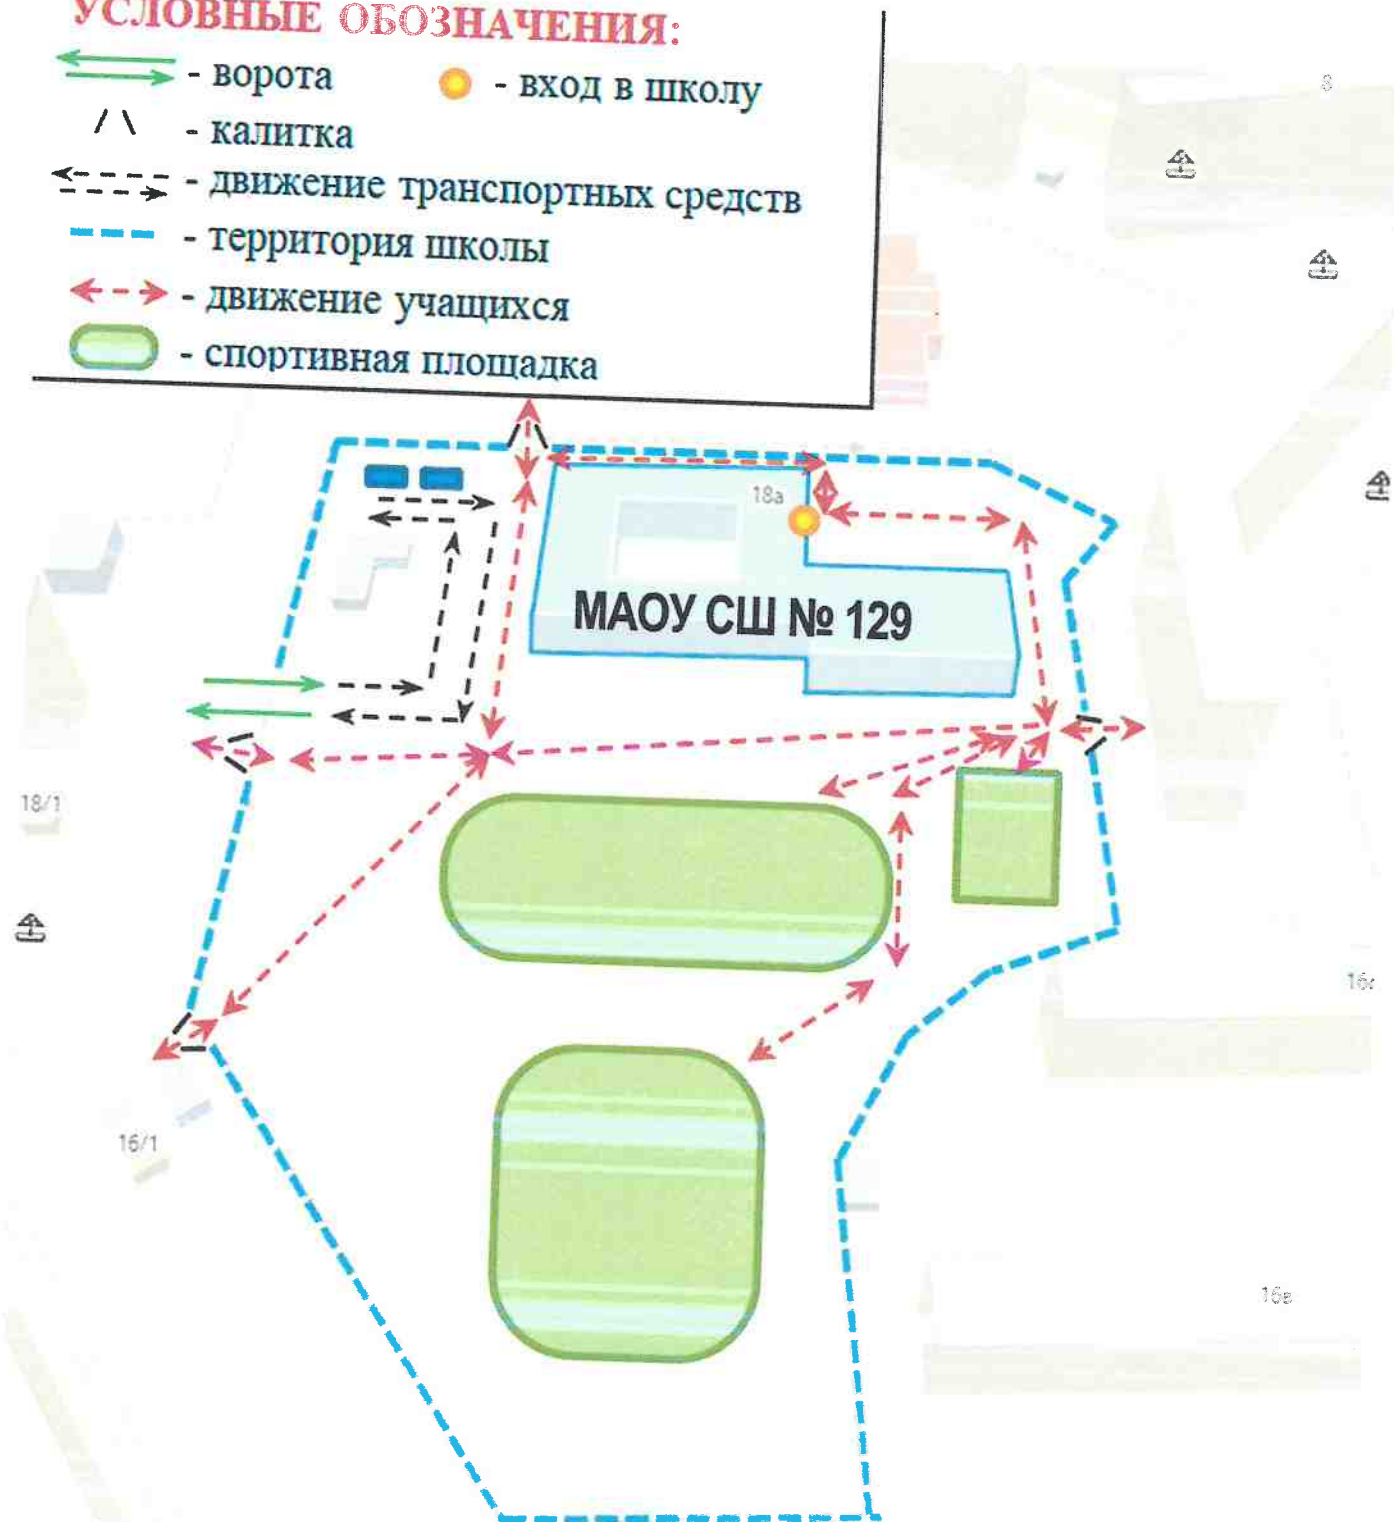 УСЛОВНЫЕ ОБОЗНАЧЕНИЯ:
- ворота
- вход в школу
- калитка
- движение транспортных средств
- территория школы
- движение учащихся
- спортивная площадка
8
18а
МАОУ СШ № 129
18/1
16/1
16в